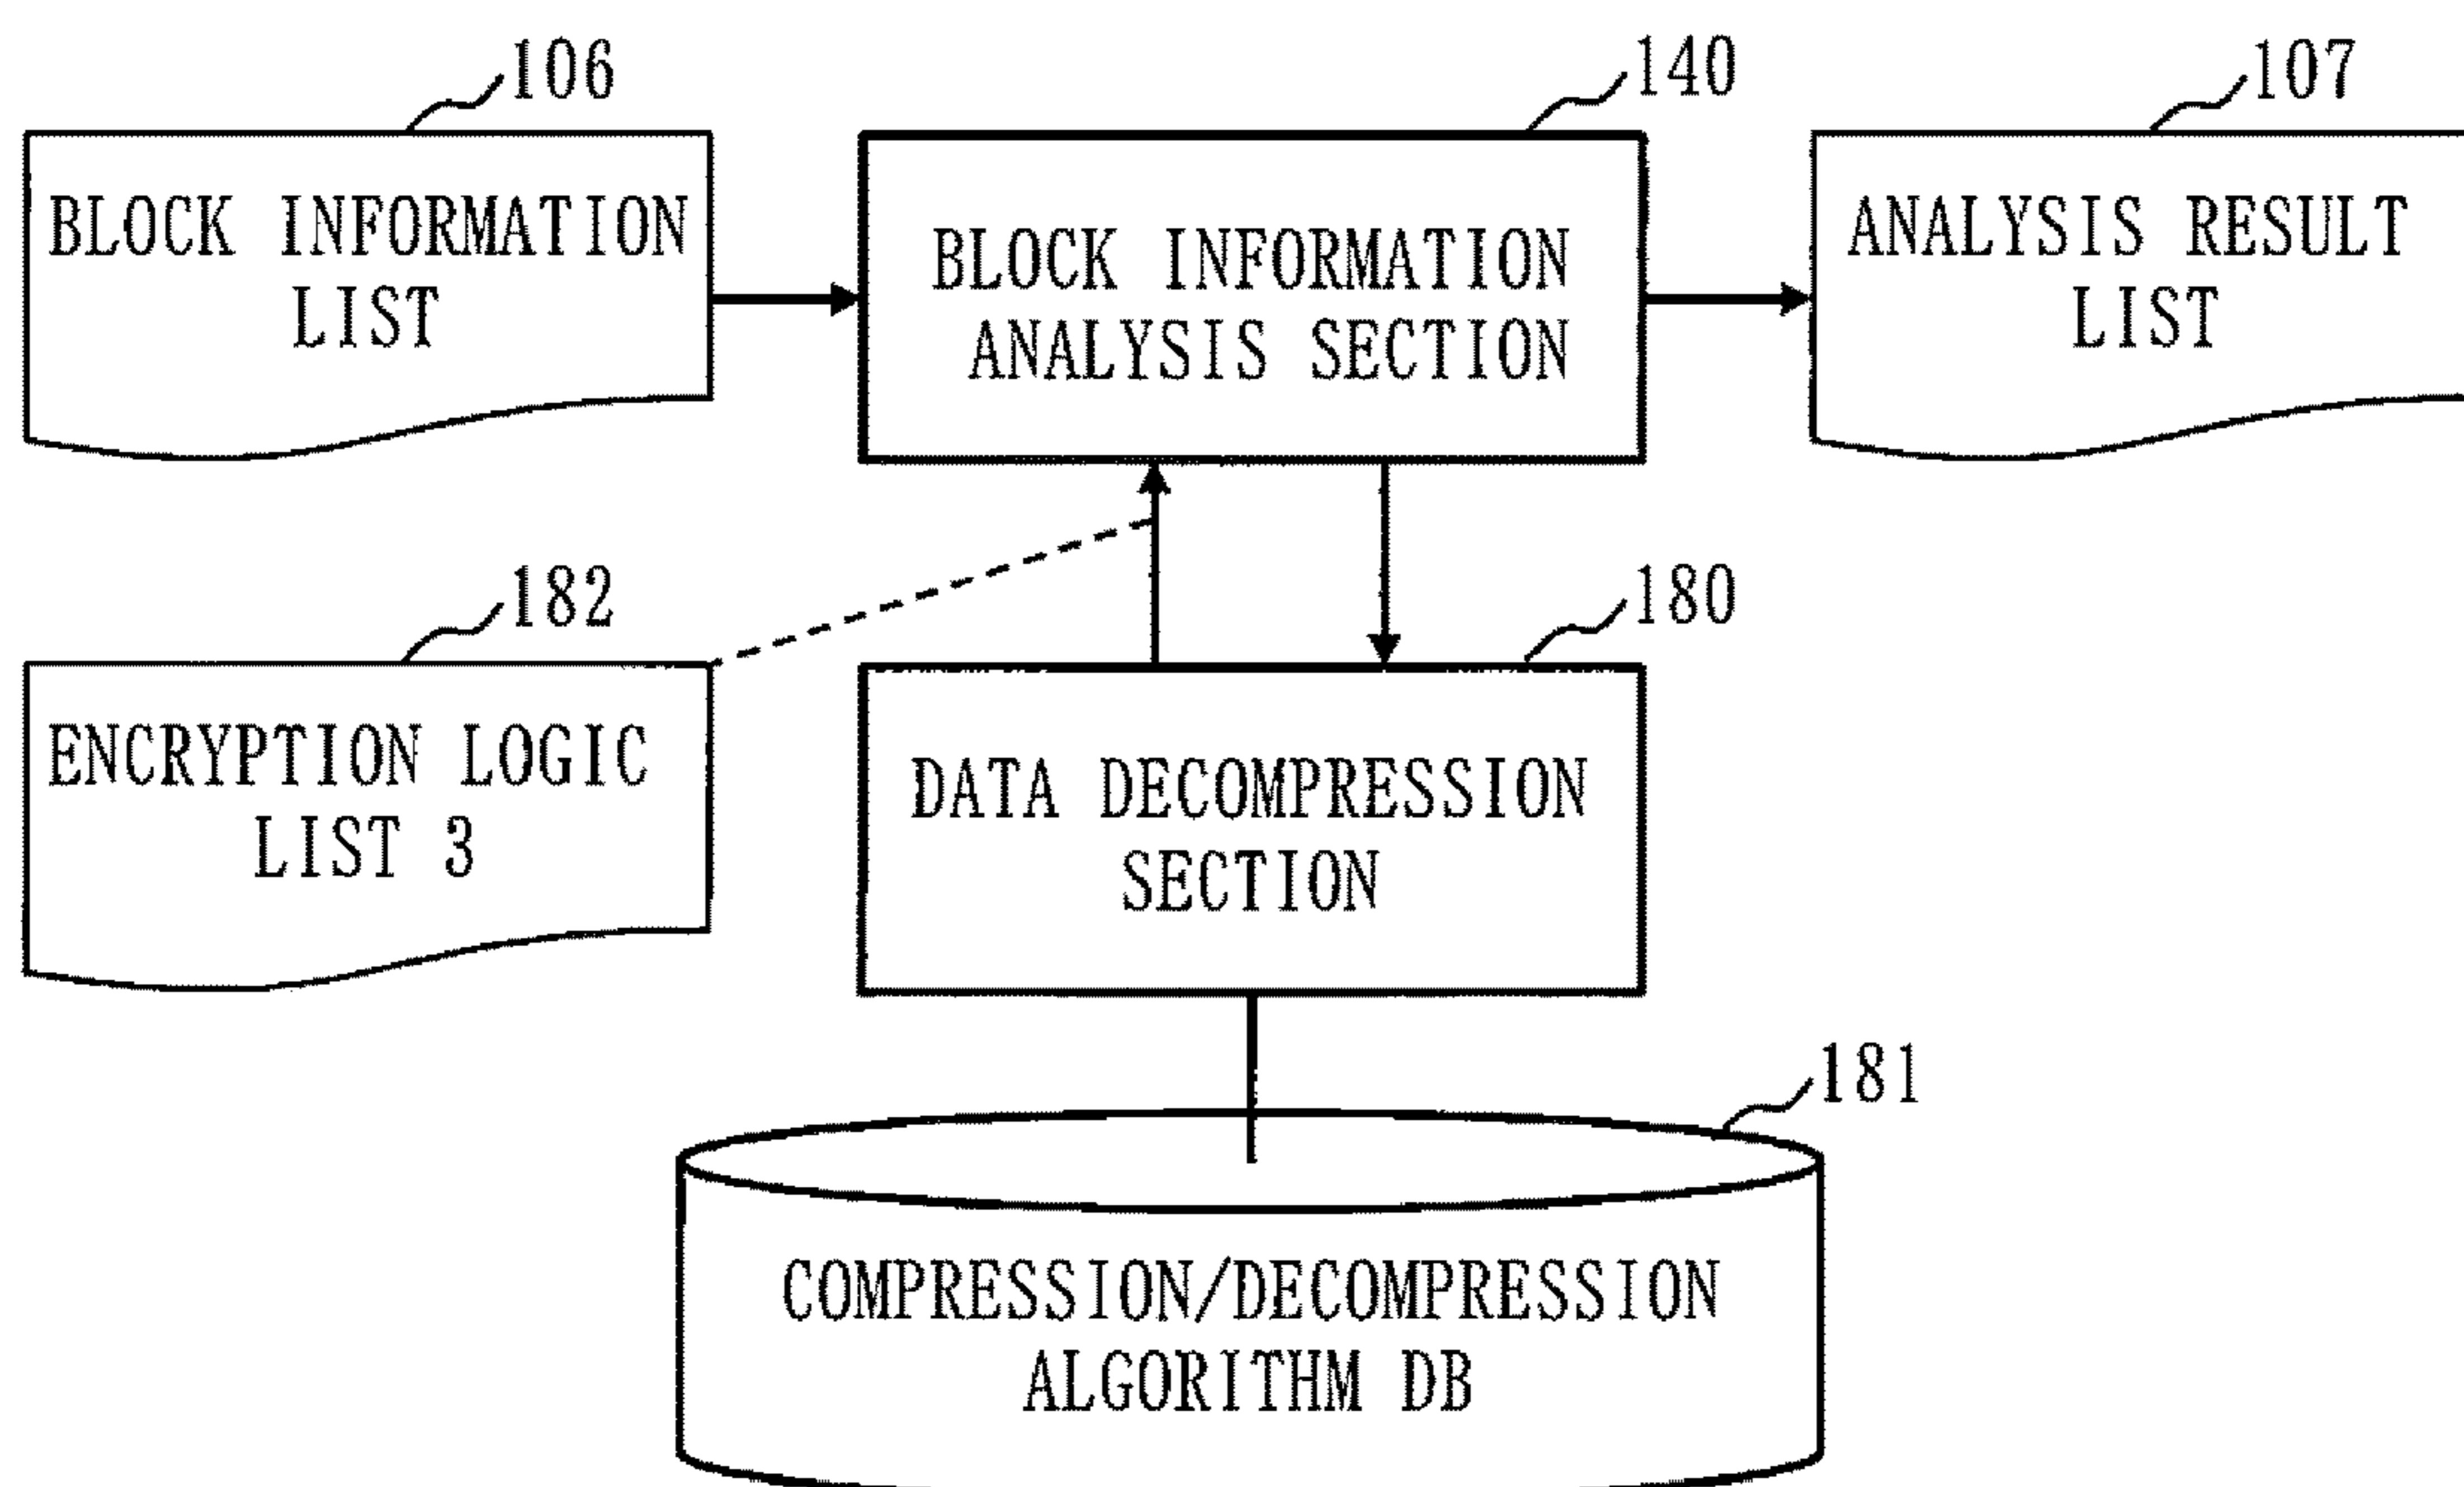 106
140
107
BLOCK INFORMATION
LIST
BLOCK INFORMATION
ANALYSIS SECTION
ANALYSIS RESULT
LIST
182
180
ENCRYPTION LOGIC
LIST 3
DATA DECOMPRESSION
SECTION
181
COMPRESSION/DECOMPRESSION
ALGORITHM DB